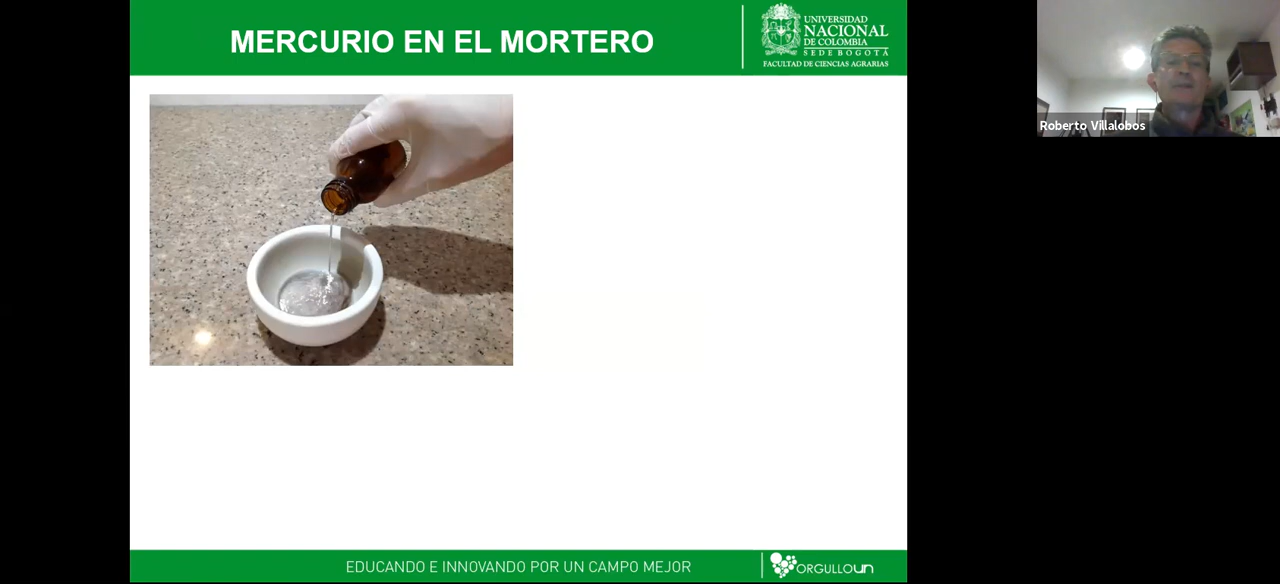 MERCURIO EN EL MORTERO
UNIVERSIDAD
NACIONAL
DE COLOMBIA
SEDE BOGOTÁ
FACULTAD DE CIENCIAS AGRARIAS
Roberto Villalobos
EDUCANDO E INNOVANDO POR UN CAMPO MEJOR
ORGULLOUN